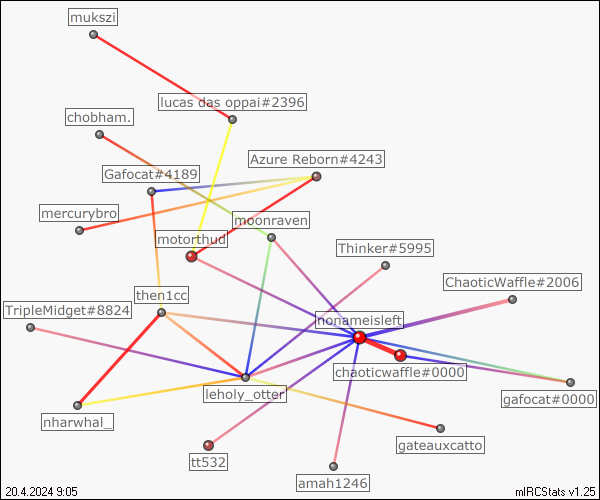 mukszi
lucas das oppai#2396
chobham.
Azure Reborn#4243
Gafocat#4189
mercurybro
moonraven
motorthud
Thinker#5995
ChaoticWaffle#2006
then1cc
TripleMidget#8824
nonameisleft
chaoticwaffle#0000
leholy_otter
gafocat#0000
nharwhal_
gateauxcatto
tt532
amah1246
20.4.2024 9:05
mIRCStats v1.25